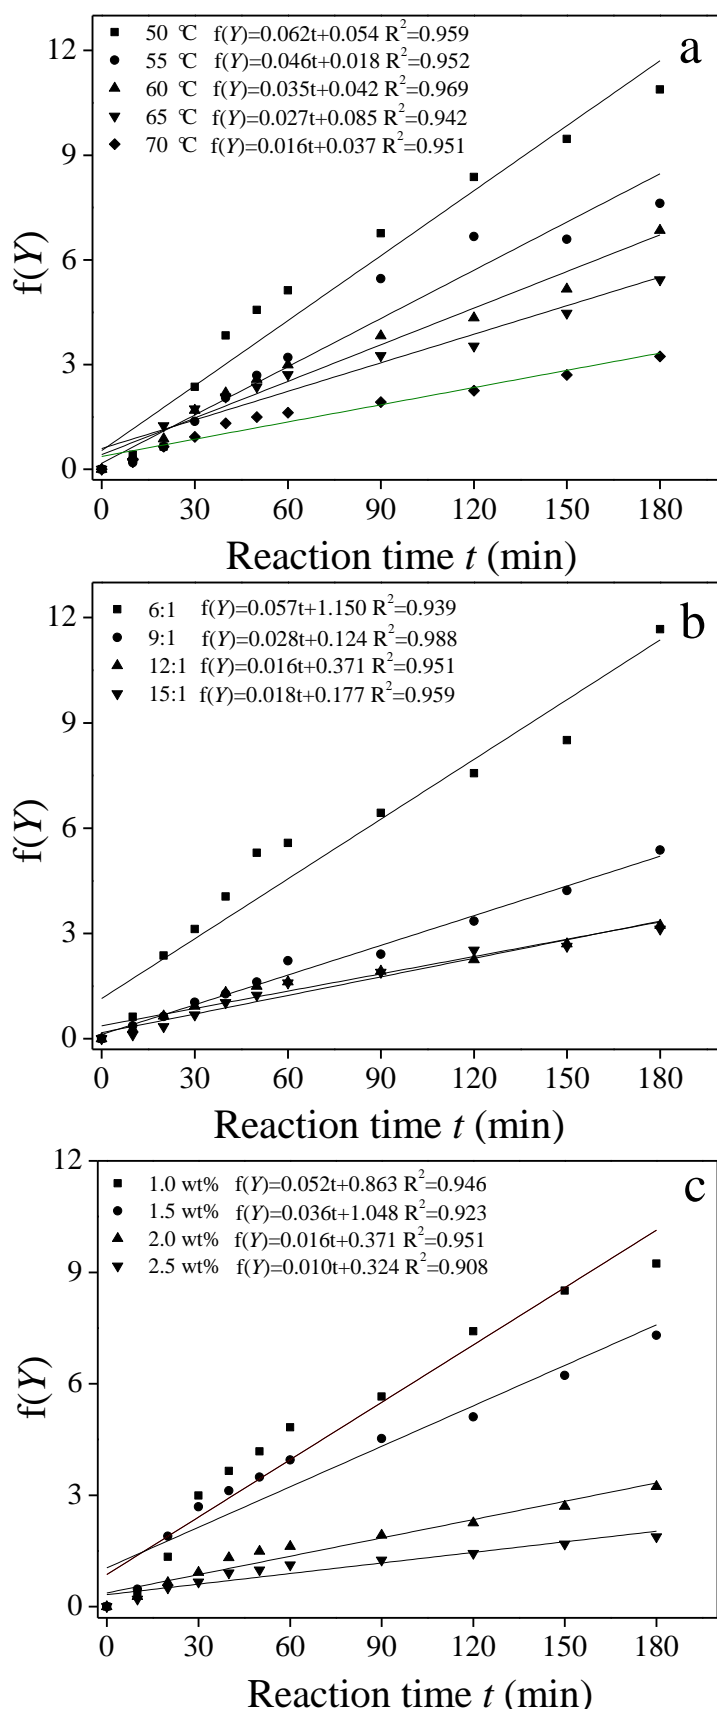 a
50 ℃ f(Y)=0.062t+0.054 R²=0.959
55 ℃ f(Y)=0.046t+0.018 R²=0.952
60 ℃ f(Y)=0.035t+0.042 R²=0.969
65 ℃ f(Y)=0.027t+0.085 R²=0.942
70 ℃ f(Y)=0.016t+0.037 R²=0.951
12
9
6
3
0
f(Y)
0 30 60 90 120 150 180
Reaction time t (min)
b
6:1 f(Y)=0.057t+1.150 R²=0.939
9:1 f(Y)=0.028t+0.124 R²=0.988
12:1 f(Y)=0.016t+0.371 R²=0.951
15:1 f(Y)=0.018t+0.177 R²=0.959
12
9
6
3
0
f(Y)
0 30 60 90 120 150 180
Reaction time t (min)
c
1.0 wt% f(Y)=0.052t+0.863 R²=0.946
1.5 wt% f(Y)=0.036t+1.048 R²=0.923
2.0 wt% f(Y)=0.016t+0.371 R²=0.951
2.5 wt% f(Y)=0.010t+0.324 R²=0.908
12
9
6
3
0
f(Y)
0 30 60 90 120 150 180
Reaction time t (min)